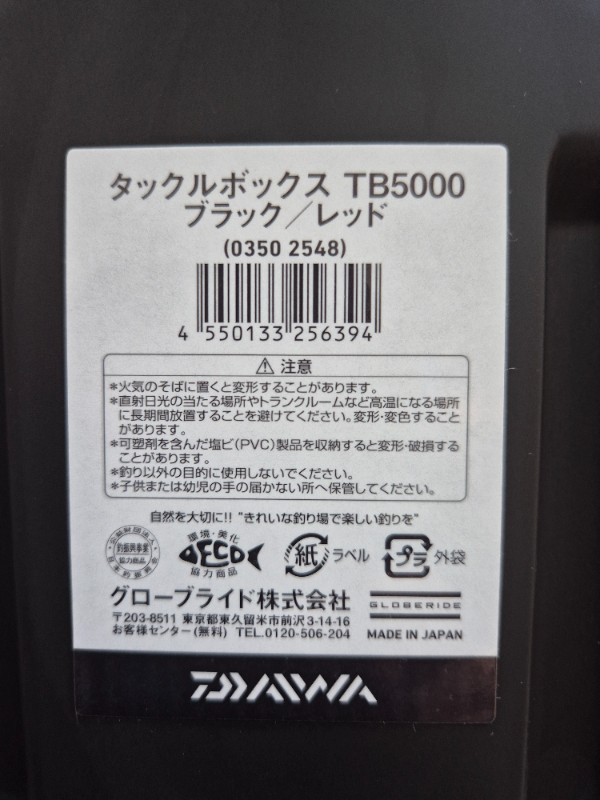 タックルボックス TB5000
ブラック／レッド
(0350 2548)
4 550133 256394
⚠ 注意
*火気のそばに置くと変形することがあります。
*直射日光の当たる場所やトランクルームなど高温になる場所
に長期間放置することを避けてください。変形・変色すること
があります。
*可塑剤を含んだ塩ビ(PVC)製品を収納すると変形・破損する
ことがあります。
*釣り以外の目的に使用しないでください。
*子供または幼児の手の届かない所へ保管してください。
自然を大切に!! "きれいな釣り場で楽しい釣りを"
釣振興事業
協力商品
環境・美化
ECO
協力商品
紙 ラベル
プラ 外袋
グローブライド株式会社
〒203-8511 東京都東久留米市前沢3-14-16
お客様センター(無料) TEL.0120-506-204
GLOBERIDE
MADE IN JAPAN
DAIWA